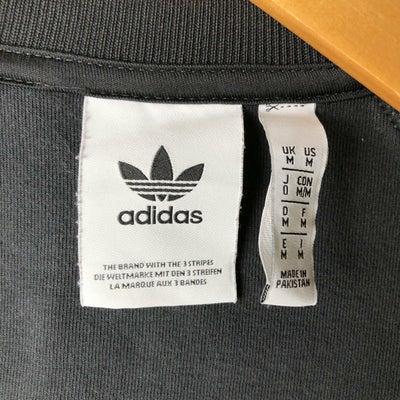 adidas
THE BRAND WITH THE 3 STRIPES
DIE WELTMARKE MIT DEN 3 STREIFEN
LA MARQUE AUX 3 BANDES
UK US
M M
J CDN
O M/M
D F
M M
E I
M M
MADE IN
PAKISTAN